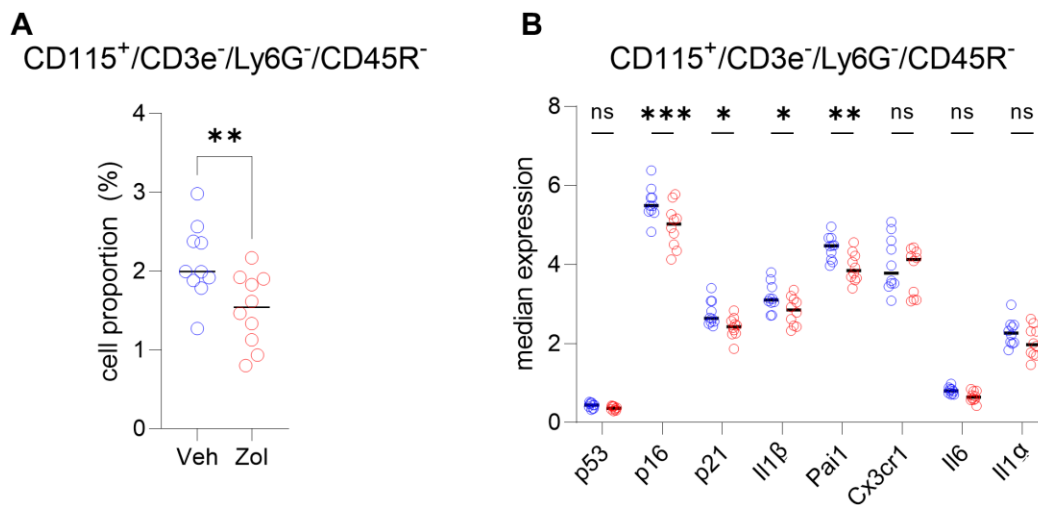 A
CD115⁺/CD3e⁻/Ly6G⁻/CD45R⁻
cell proportion (%)
4
3
2
1
0
**
Veh
Zol
B
CD115⁺/CD3e⁻/Ly6G⁻/CD45R⁻
median expression
8
6
4
2
0
ns
***
*
*
**
ns
ns
ns
p53
p16
p21
Il1β
Pai1
Cx3cr1
Il6
Il1α